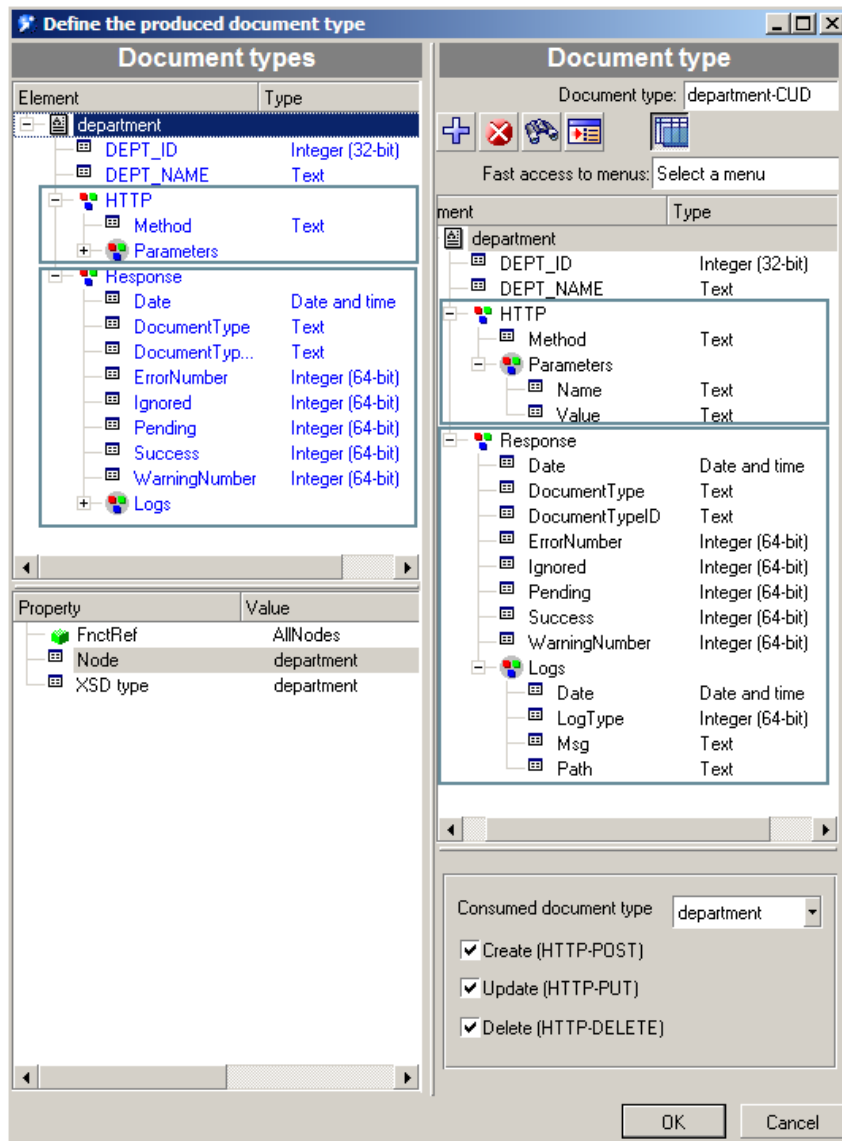 Define the produced document type
Document types
Element Type
department
DEPT_ID Integer (32-bit)
DEPT_NAME Text
HTTP
Method Text
Parameters
Response
Date Date and time
DocumentType Text
DocumentTyp... Text
ErrorNumber Integer (64-bit)
Ignored Integer (64-bit)
Pending Integer (64-bit)
Success Integer (64-bit)
WarningNumber Integer (64-bit)
Logs
Property Value
FnctRef AllNodes
Node department
XSD type department
Document type
Document type: department-CUD
Fast access to menus: Select a menu
ment Type
department
DEPT_ID Integer (32-bit)
DEPT_NAME Text
HTTP
Method Text
Parameters
Name Text
Value Text
Response
Date Date and time
DocumentType Text
DocumentTypeID Text
ErrorNumber Integer (64-bit)
Ignored Integer (64-bit)
Pending Integer (64-bit)
Success Integer (64-bit)
WarningNumber Integer (64-bit)
Logs
Date Date and time
LogType Integer (64-bit)
Msg Text
Path Text
Consumed document type department
Create (HTTP-POST)
Update (HTTP-PUT)
Delete (HTTP-DELETE)
OK Cancel